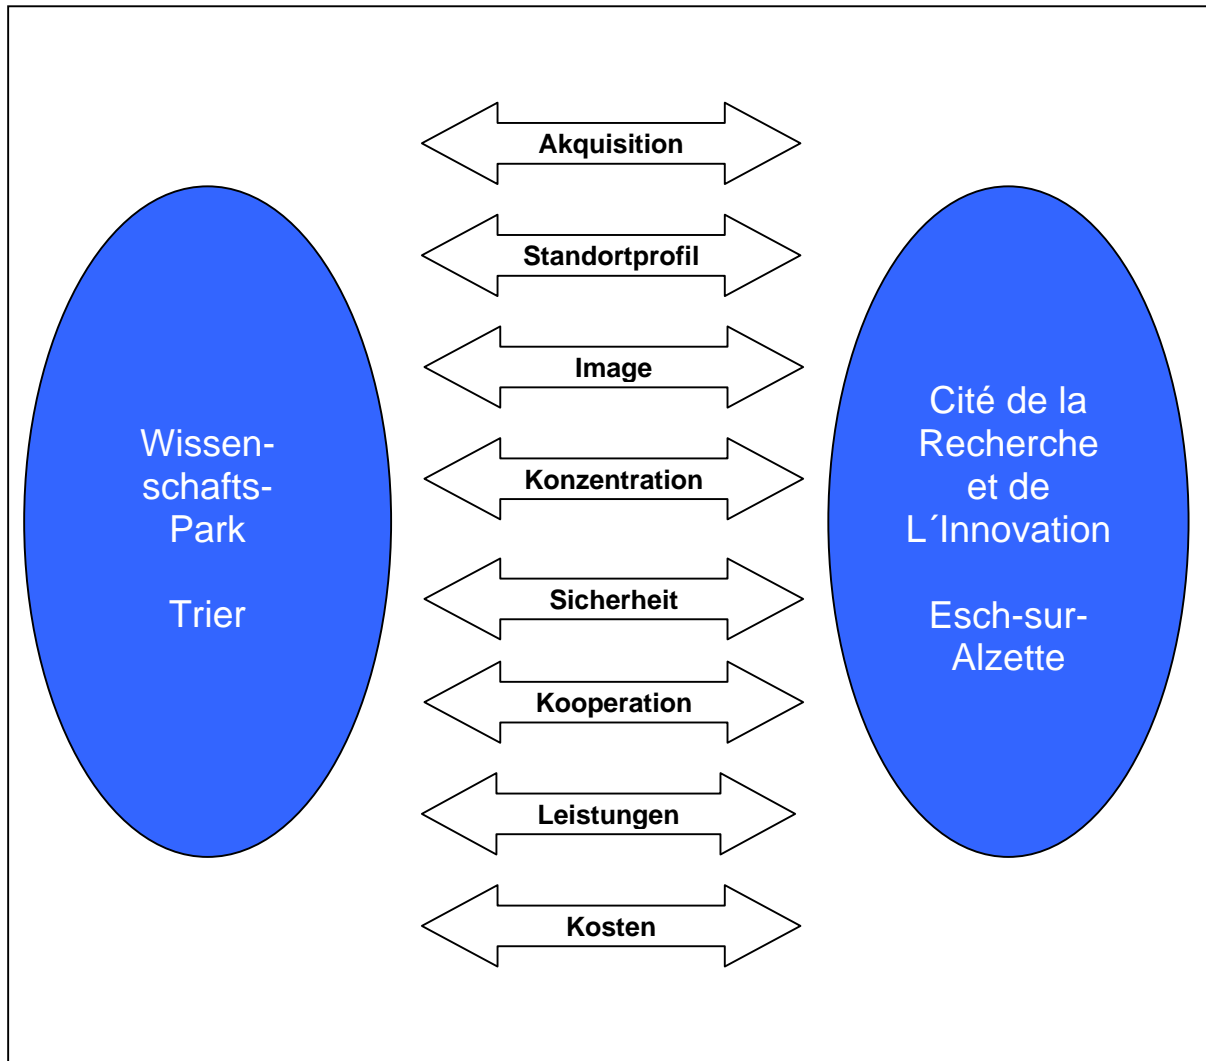 Wissen-
schafts-
Park
Trier
Akquisition
Standortprofil
Image
Konzentration
Sicherheit
Kooperation
Leistungen
Kosten
Cité de la
Recherche
et de
L´Innovation
Esch-sur-
Alzette